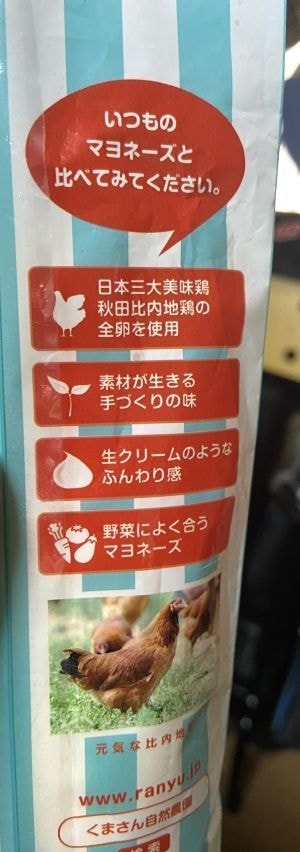 いつもの
マヨネーズと
比べてみてください。
日本三大美味鶏
秋田比内地鶏の
全卵を使用
素材が生きる
手づくりの味
生クリームのような
ふんわり感
野菜によく合う
マヨネーズ
元気な比内地
www.ranyu.jp
くまさん自然農園
検索